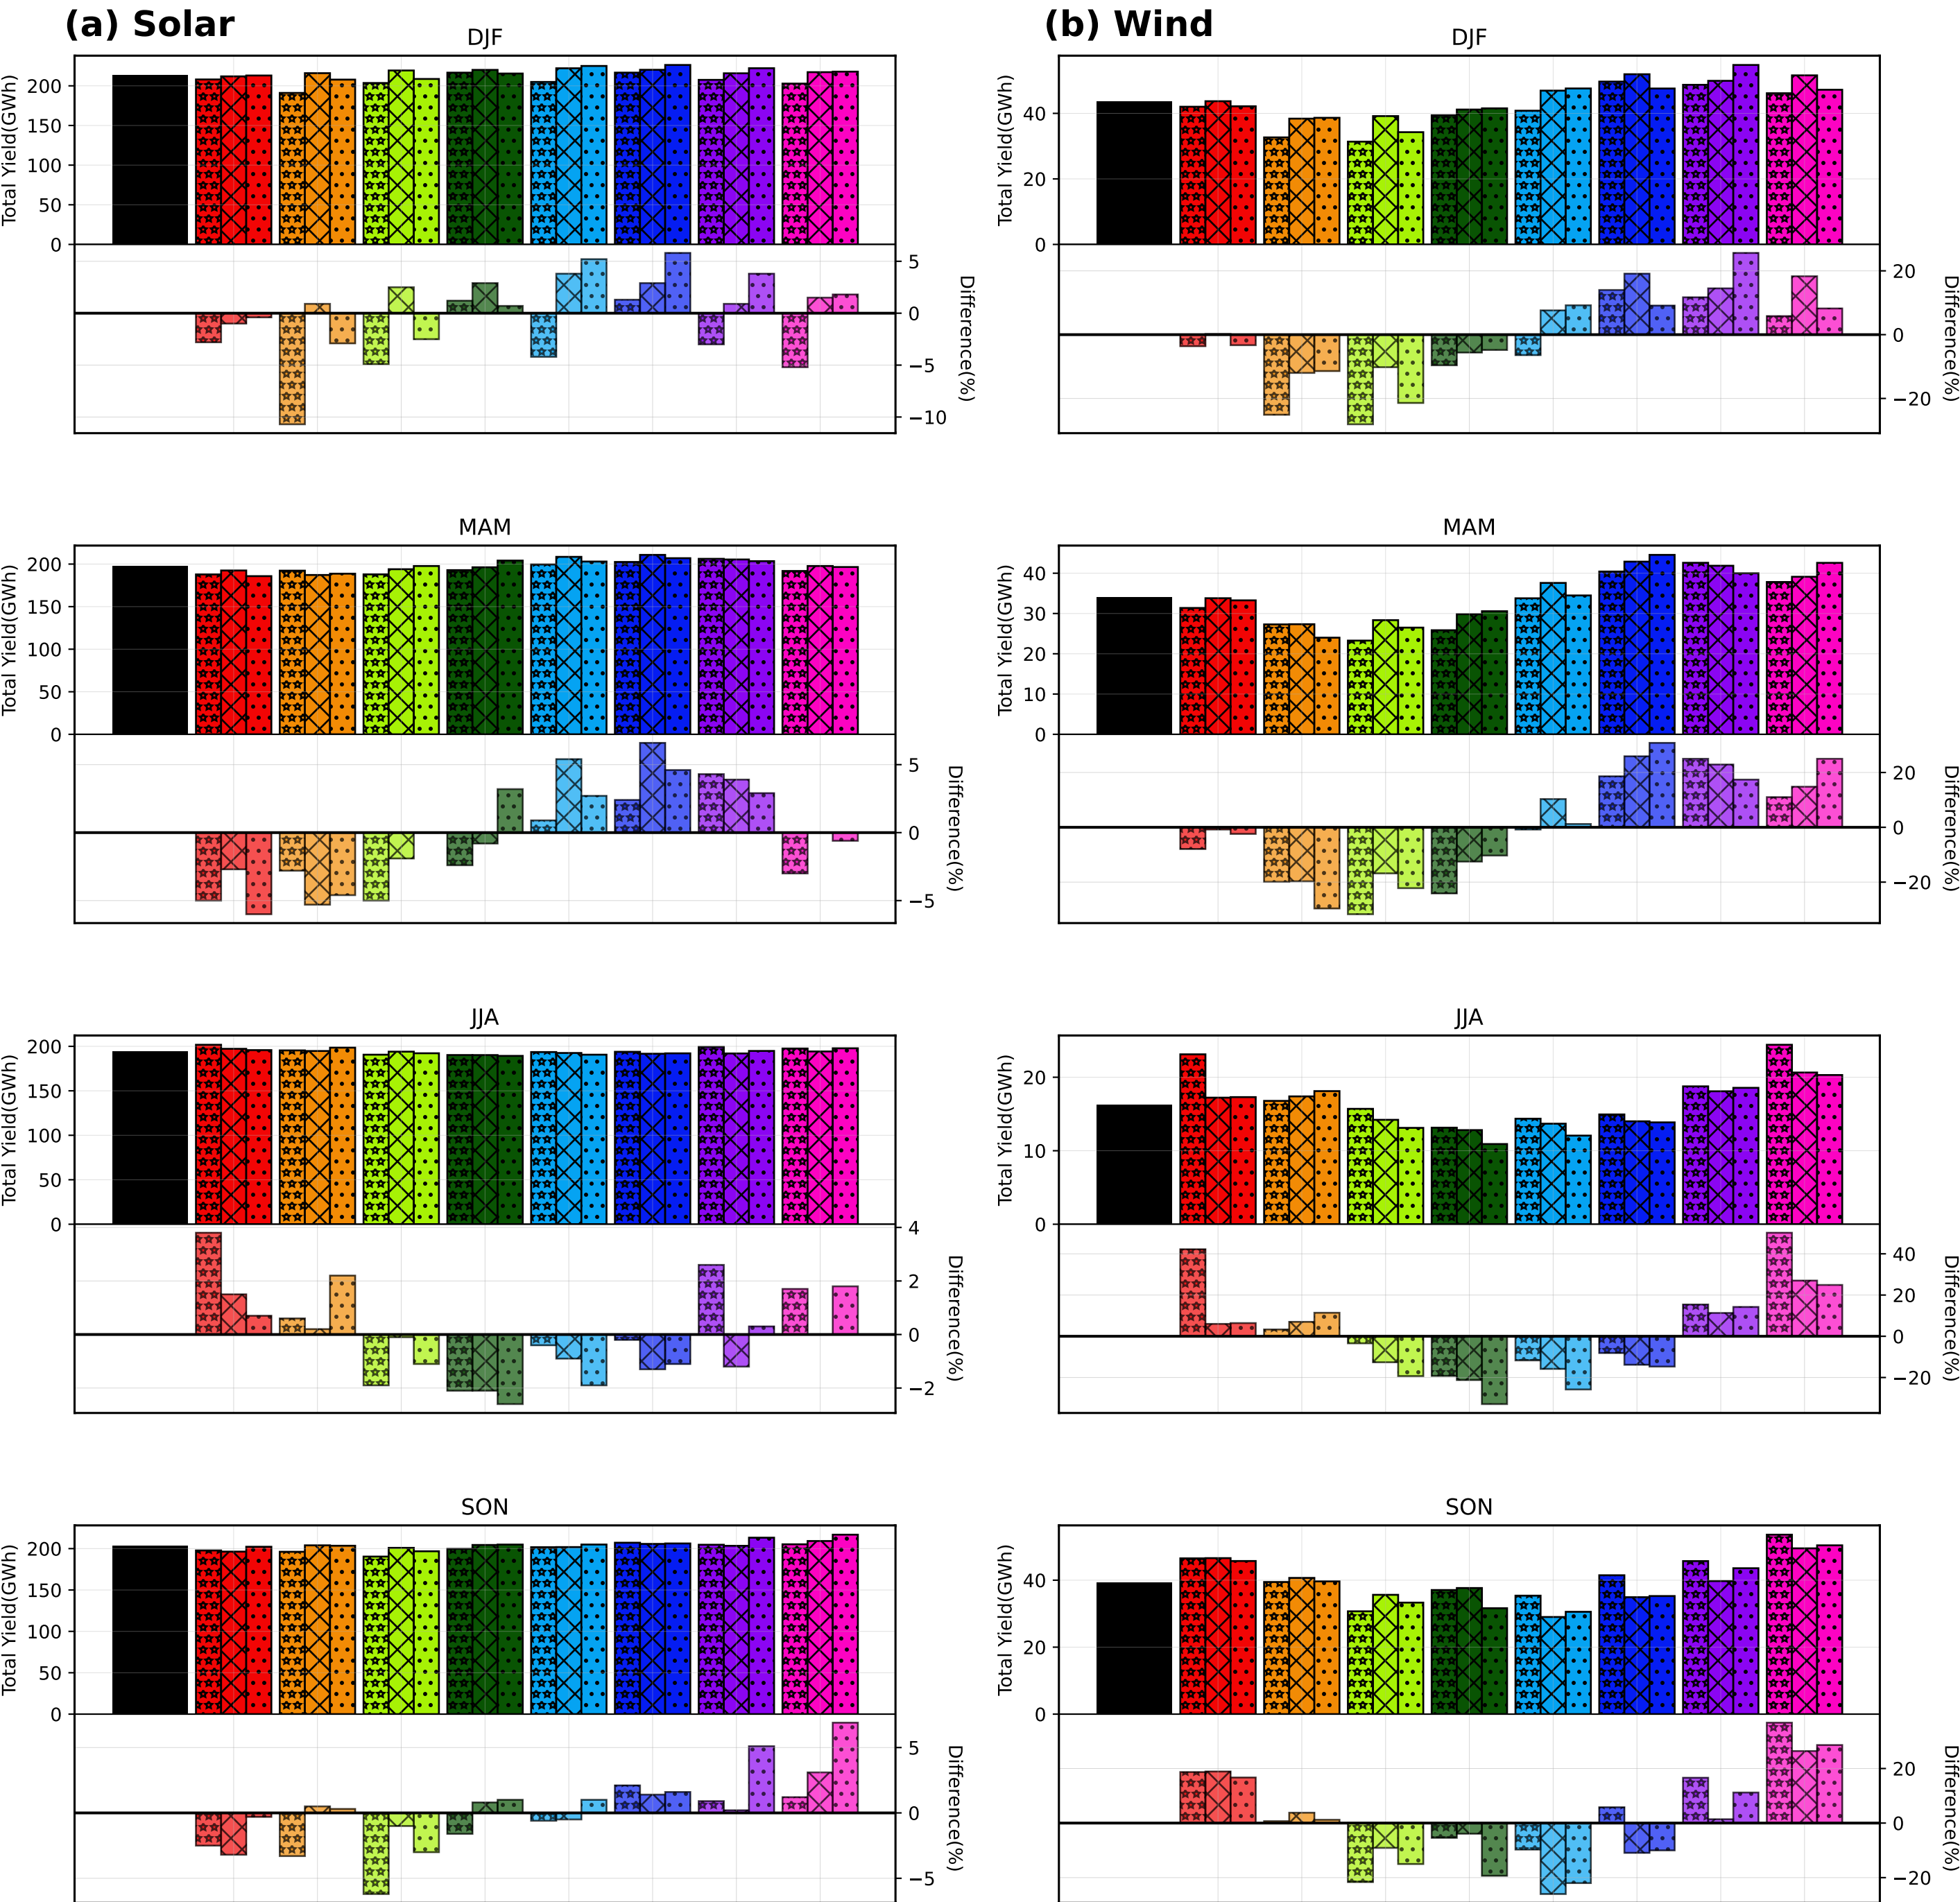 (a) Solar
DJF
Total Yield(GWh)
200
150
100
50
0
5
0
−5
−10
Difference(%)
MAM
Total Yield(GWh)
200
150
100
50
0
5
0
−5
Difference(%)
JJA
Total Yield(GWh)
200
150
100
50
0
4
2
0
−2
Difference(%)
SON
Total Yield(GWh)
200
150
100
50
0
5
0
−5
Difference(%)
(b) Wind
DJF
Total Yield(GWh)
40
20
0
20
0
−20
Difference(%)
MAM
Total Yield(GWh)
40
30
20
10
0
20
0
−20
Difference(%)
JJA
Total Yield(GWh)
20
10
0
40
20
0
−20
Difference(%)
SON
Total Yield(GWh)
40
20
0
20
0
−20
Difference(%)